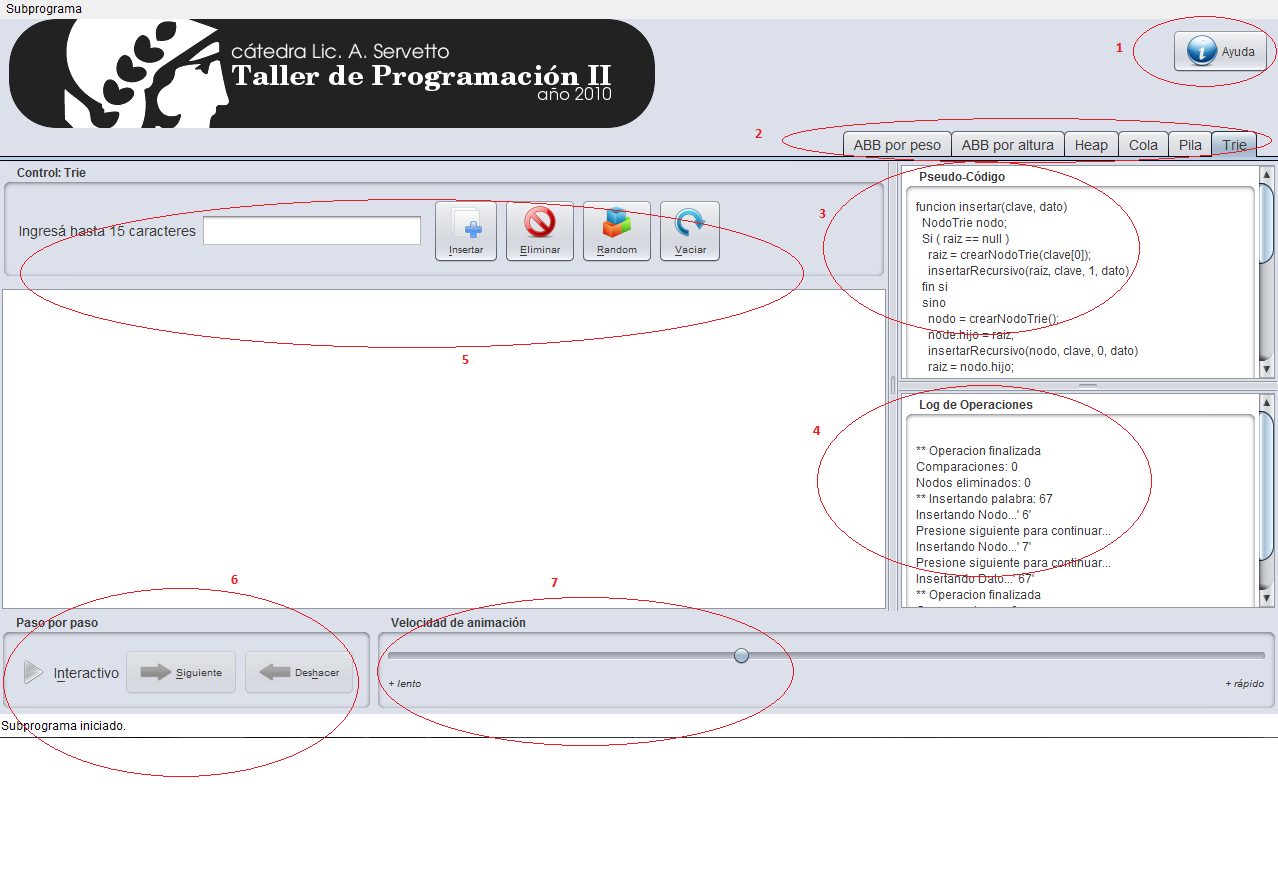 Subprograma
cátedra Lic. A. Servetto
Taller de Programación II
año 2010
1
Ayuda
2
ABB por peso
ABB por altura
Heap
Cola
Pila
Trie
Control: Trie
Ingresá hasta 15 caracteres
Insertar
Eliminar
Random
Vaciar
5
3
Pseudo-Código
funcion insertar(clave, dato)
NodoTrie nodo;
Si ( raiz == null )
raiz = crearNodoTrie(clave[0]);
insertarRecursivo(raiz, clave, 1, dato)
fin si
sino
nodo = crearNodoTrie();
node.hijo = raiz;
insertarRecursivo(nodo, clave, 0, dato)
raiz = nodo.hijo;
4
Log de Operaciones
** Operacion finalizada
Comparaciones: 0
Nodos eliminados: 0
** Insertando palabra: 67
Insertando Nodo...' 6'
Presione siguiente para continuar...
Insertando Nodo...' 7'
Presione siguiente para continuar...
Insertando Dato...' 67'
** Operacion finalizada
6
Paso por paso
Interactivo
Siguiente
Deshacer
7
Velocidad de animación
+ lento
+ rápido
Subprograma iniciado.